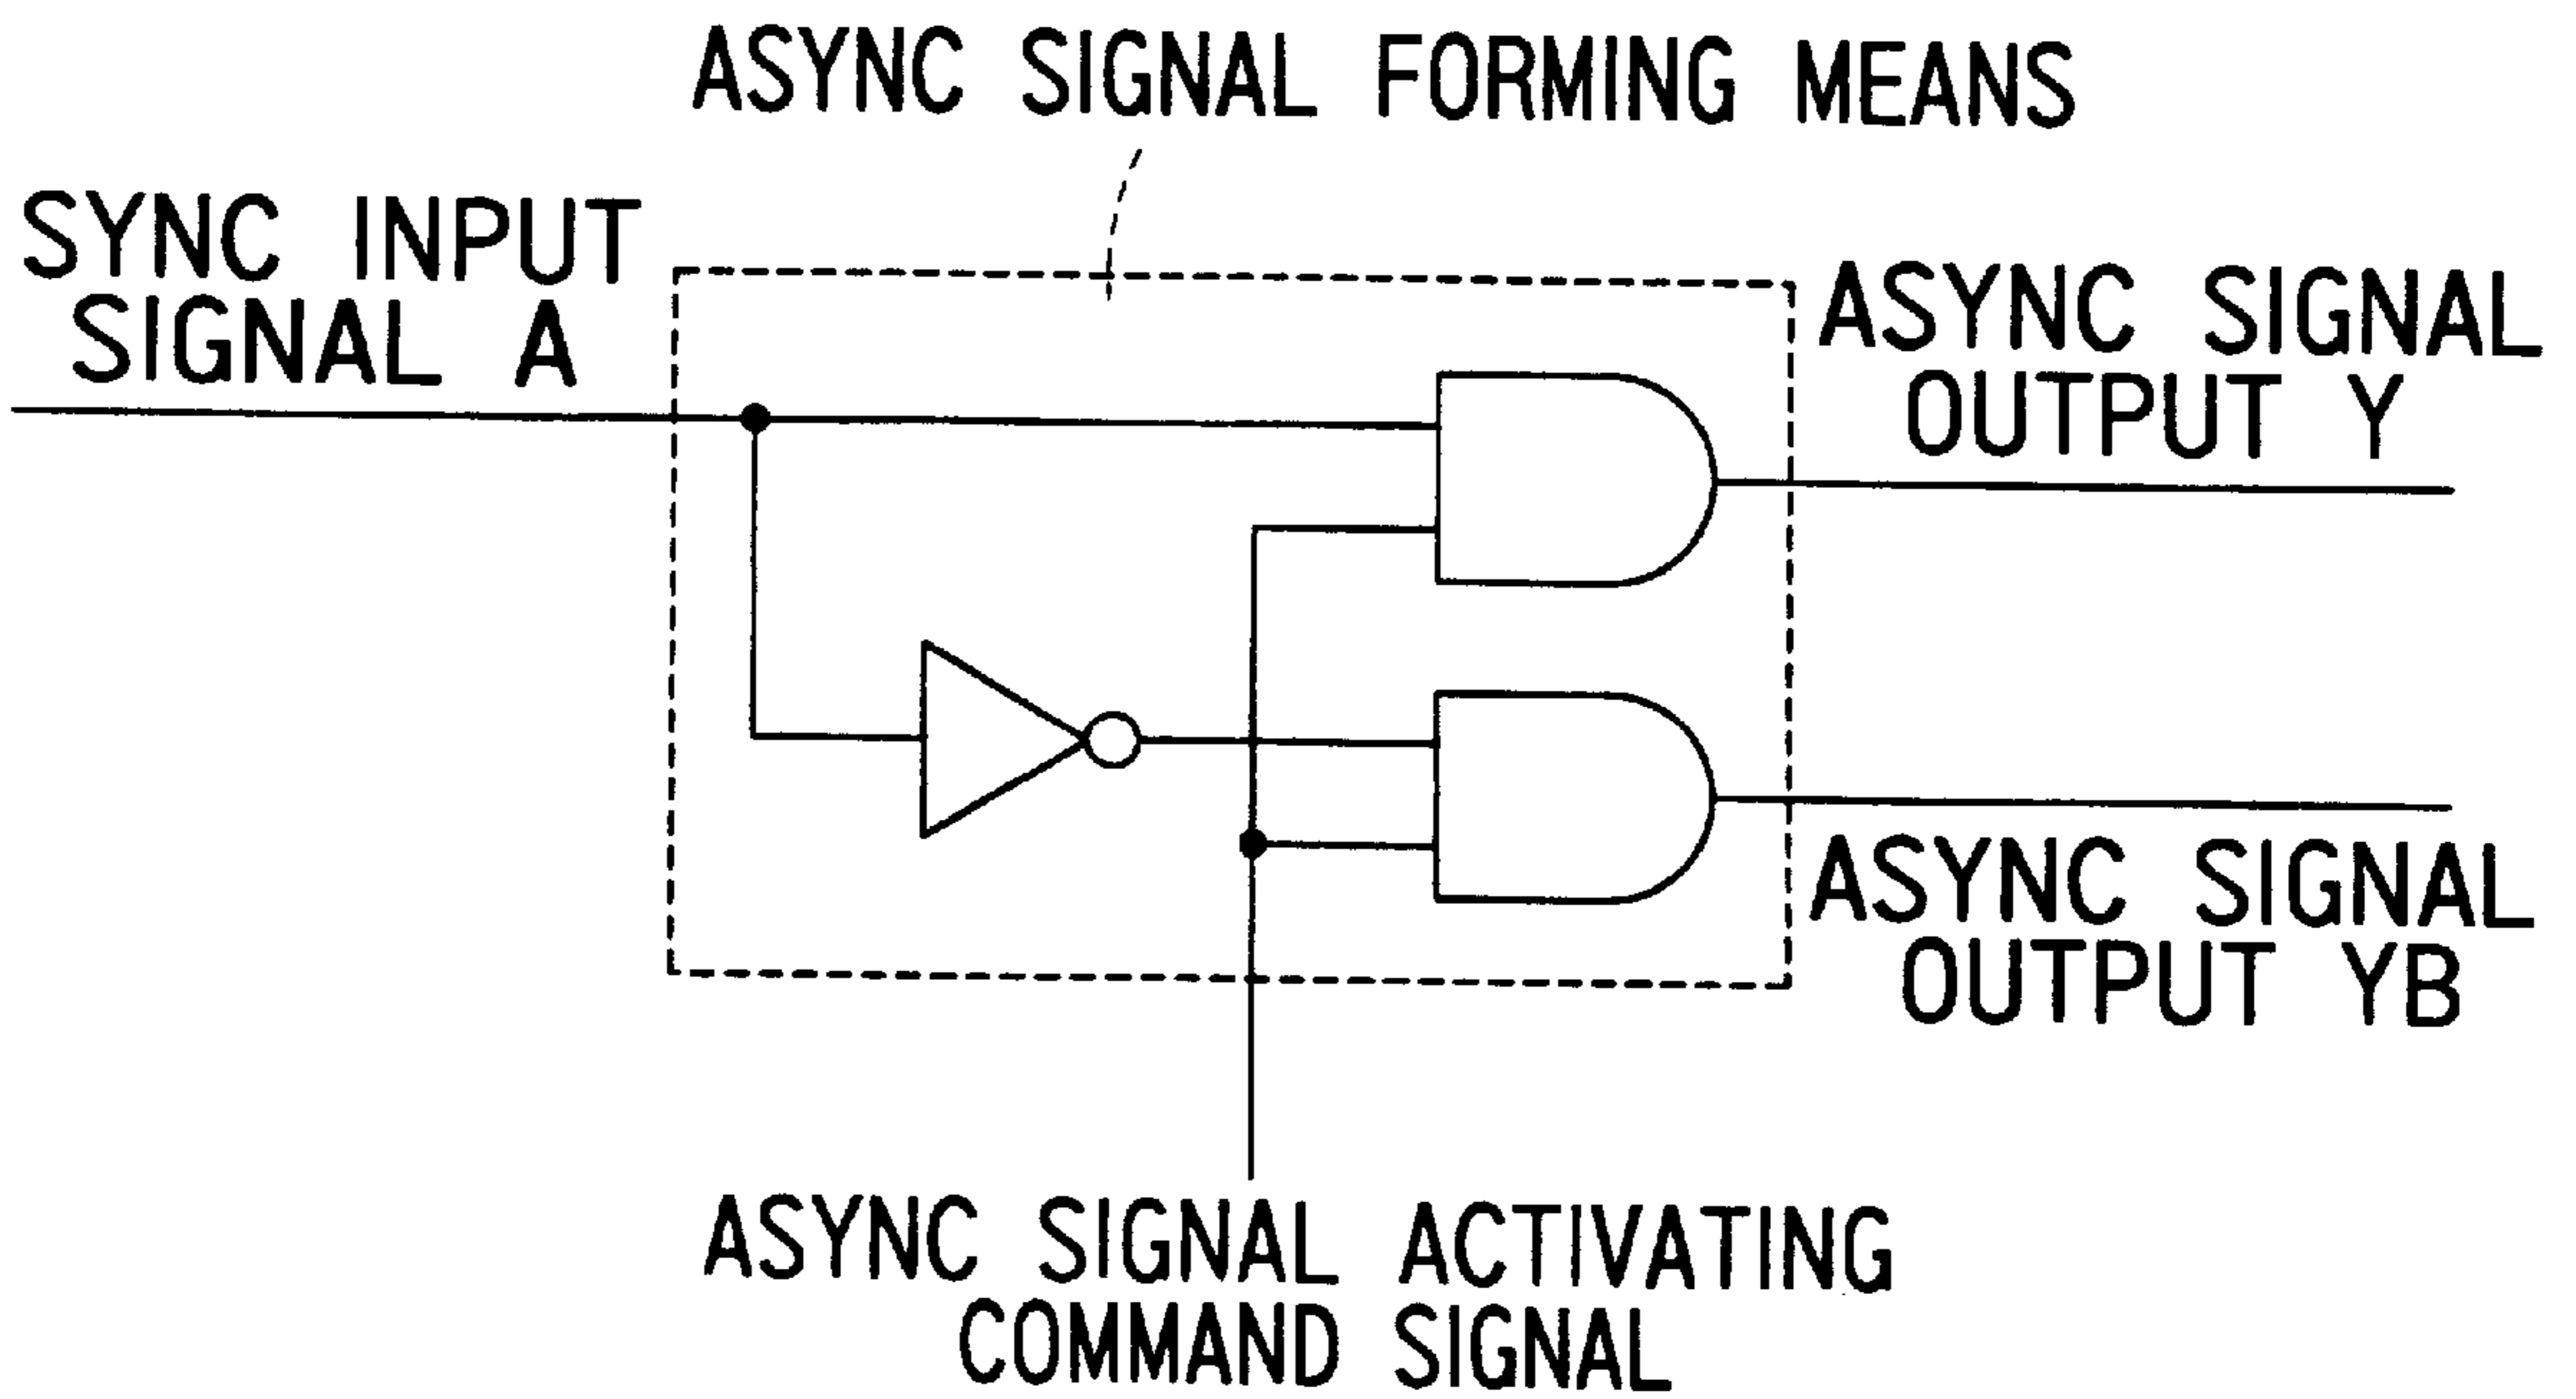 ASYNC SIGNAL FORMING MEANS
SYNC INPUT
SIGNAL A
ASYNC SIGNAL
OUTPUT Y
ASYNC SIGNAL
OUTPUT YB
ASYNC SIGNAL ACTIVATING
COMMAND SIGNAL